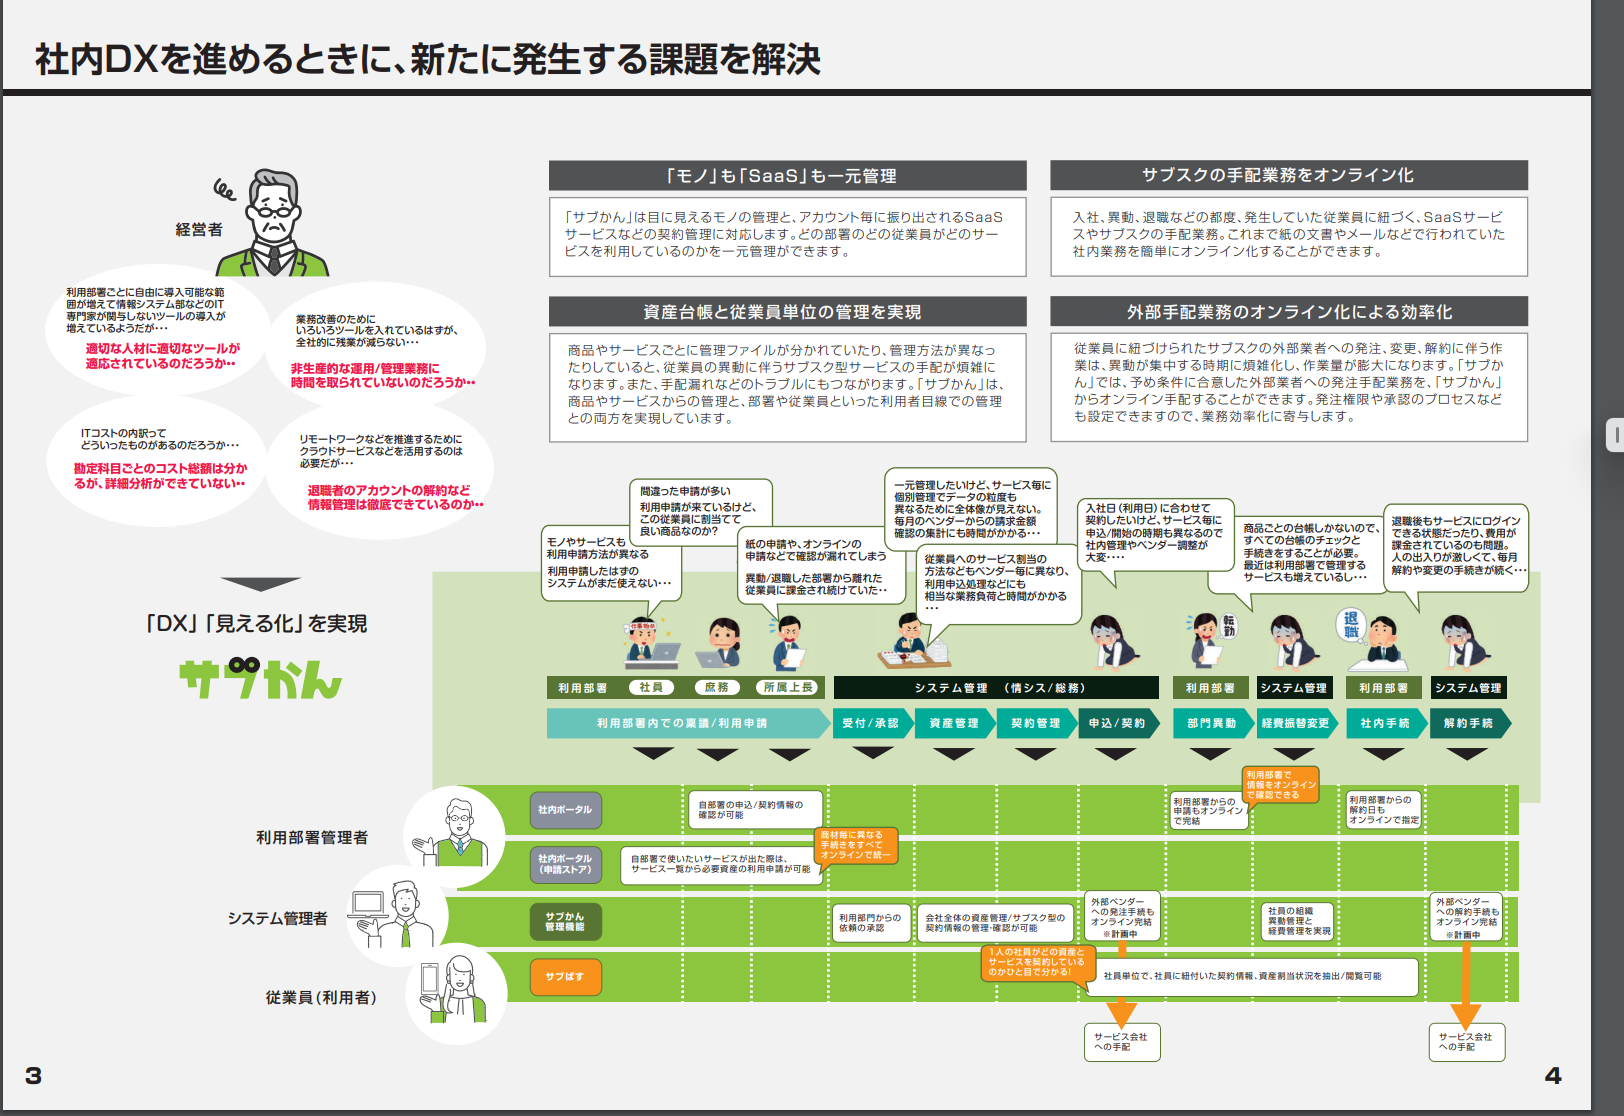 社内DXを進めるときに、新たに発生する課題を解決
経営者
利用部署ごとに自由に導入可能な範
囲が増えて情報システム部などのIT
専門家が関与しないツールの導入が
増えているようだが・・・
適切な人材に適切なツールが
適応されているのだろうか・・
業務改善のために
いろいろツールを入れているはずが、
全社的に残業が減らない・・・
非生産的な運用/管理業務に
時間を取られていないのだろうか・・
ITコストの内訳って
どういったものがあるのだろうか・・・
勘定科目ごとのコスト総額は分か
るが、詳細分析ができていない・・
リモートワークなどを推進するために
クラウドサービスなどを活用するのは
必要だが・・・
退職者のアカウントの解約など
情報管理は徹底できているのか・・
「DX」「見える化」を実現
サブかん
「モノ」も「SaaS」も一元管理
「サブかん」は目に見えるモノの管理と、アカウント毎に振り出されるSaaS
サービスなどの契約管理に対応します。どの部署のどの従業員がどのサー
ビスを利用しているのかを一元管理ができます。
サブスクの手配業務をオンライン化
入社、異動、退職などの都度、発生していた従業員に紐づく、SaaSサービ
スやサブスクの手配業務。これまで紙の文書やメールなどで行われていた
社内業務を簡単にオンライン化することができます。
資産台帳と従業員単位の管理を実現
商品やサービスごとに管理ファイルが分かれていたり、管理方法が異なっ
たりしていると、従業員の異動に伴うサブスク型サービスの手配が煩雑に
なります。また、手配漏れなどのトラブルにもつながります。「サブかん」は、
商品やサービスからの管理と、部署や従業員といった利用者目線での管理
との両方を実現しています。
外部手配業務のオンライン化による効率化
従業員に紐づけられたサブスクの外部業者への発注、変更、解約に伴う作
業は、異動が集中する時期に煩雑化し、作業量が膨大になります。「サブか
ん」では、予め条件に合意した外部業者への発注手配業務を、「サブかん」
からオンライン手配することができます。発注権限や承認のプロセスなど
も設定できますので、業務効率化に寄与します。
モノやサービスも
利用申請方法が異なる
利用申請したはずの
システムがまだ使えない・・・
間違った申請が多い
利用申請が来ているけど、
この従業員に割当てて
良い商品なのか？
紙の申請や、オンラインの
申請などで確認が漏れてしまう
異動/退職した部署から離れた
従業員に課金され続けていた・・
一元管理したいけど、サービス毎に
個別管理でデータの粒度も
異なるために全体像が見えない。
毎月のベンダーからの請求金額
確認の集計にも時間がかかる・・・
従業員へのサービス割当の
方法などもベンダー毎に異なり、
利用申込処理などにも
相当な業務負荷と時間がかかる
・・・
入社日（利用日）に合わせて
契約したいけど、サービス毎に
申込/開始の時期も異なるので
社内管理やベンダー調整が
大変・・・・
商品ごとの台帳しかないので、
すべての台帳のチェックと
手続きをすることが必要。
最近は利用部署で管理する
サービスも増えているし・・・
退職後もサービスにログイン
できる状態だったり、費用が
課金されているのも問題。
人の出入りが激しくて、毎月
解約や変更の手続きが続く・・・
仕事始め
転勤
退職
利用部署 社員 庶務 所属上長
システム管理 （情シス/総務）
利用部署
システム管理
利用部署
システム管理
利用部署内での稟議/利用申請
受付/承認
資産管理
契約管理
申込/契約
部門異動
経費振替変更
社内手続
解約手続
利用部署管理者
社内ポータル
自部署の申込/契約情報の
確認が可能
利用部署からの
申請もオンライン
で完結
利用部署で
情報をオンライン
で確認できる
利用部署からの
解約日も
オンラインで指定
社内ポータル
（申請ストア）
自部署で使いたいサービスが出た際は、
サービス一覧から必要資産の利用申請が可能
商材毎に異なる
手続きをすべて
オンラインで統一
システム管理者
サブかん
管理機能
利用部門からの
依頼の承認
会社全体の資産管理/サブスク型の
契約情報の管理・確認が可能
外部ベンダー
への発注手続も
オンライン完結
※計画中
社員の組織
異動管理と
経費管理を実現
外部ベンダー
への解約手続も
オンライン完結
※計画中
従業員（利用者）
サブぱす
1人の社員がどの資産と
サービスを契約している
のかひと目で分かる！
社員単位で、社員に紐付いた契約情報、資産割当状況を抽出/閲覧可能
サービス会社
への手配
サービス会社
への手配
3
4